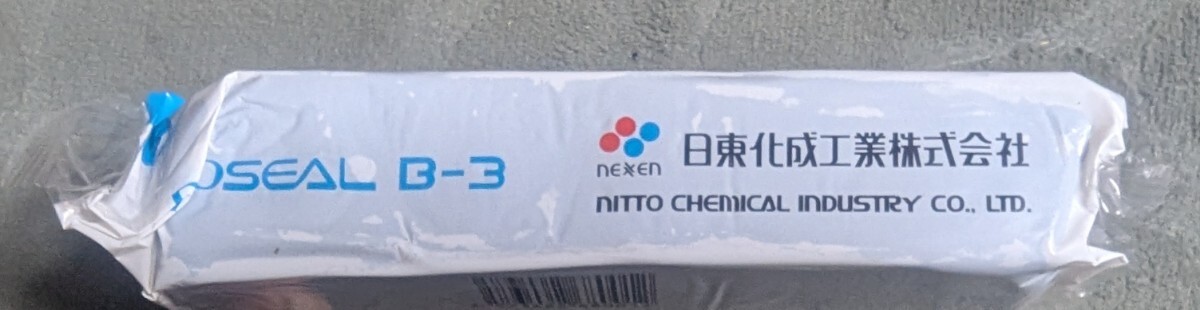 OSEAL B-3
NEXEN
日東化成工業株式会社
NITTO CHEMICAL INDUSTRY CO., LTD.